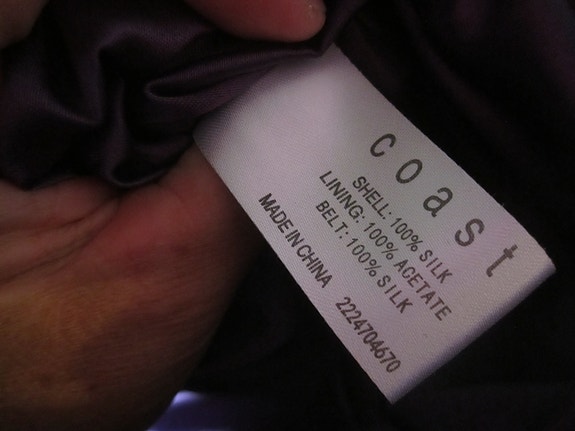 coast
SHELL: 100% SILK
LINING: 100% ACETATE
BELT: 100% SILK
MADE IN CHINA 2224704670